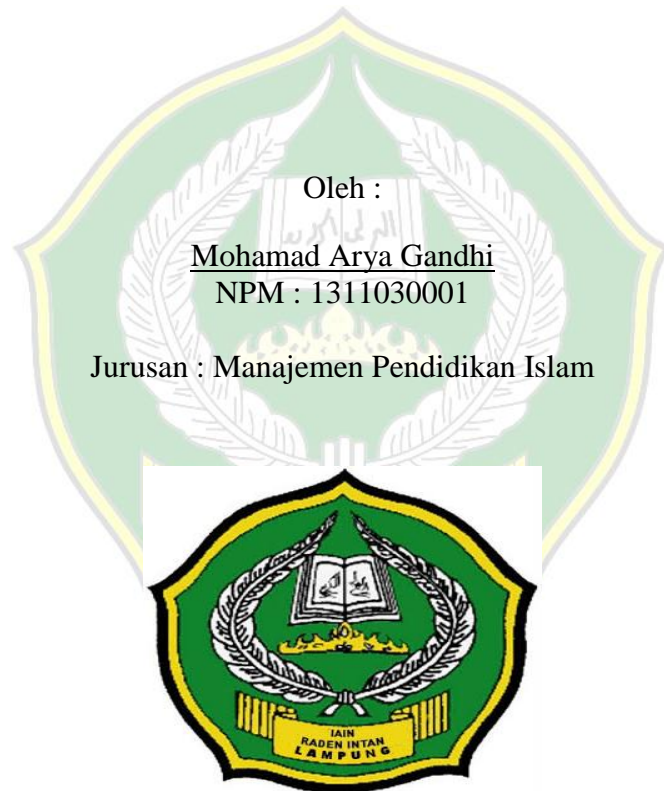 Oleh :
Mohamad Arya Gandhi
NPM : 1311030001
Jurusan : Manajemen Pendidikan Islam
IAIN
RADEN INTAN
LAMPUNG